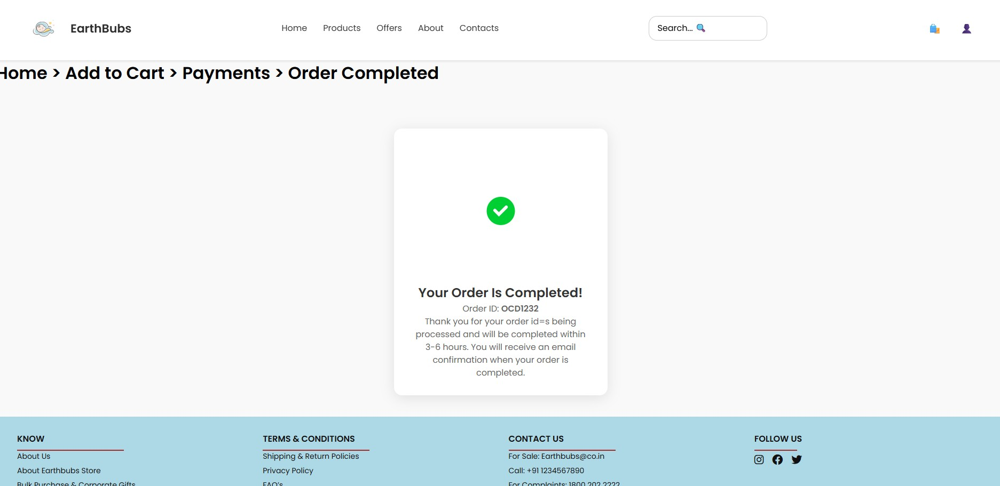 EarthBubs
Home Products Offers About Contacts
Search... 🔍
Home > Add to Cart > Payments > Order Completed
Your Order Is Completed!
Order ID: OCD1232
Thank you for your order id=s being
processed and will be completed within
3-6 hours. You will receive an email
confirmation when your order is
completed.
KNOW
About Us
About Earthbubs Store
Bulk Purchase & Corporate Gifts
TERMS & CONDITIONS
Shipping & Return Policies
Privacy Policy
FAQ's
CONTACT US
For Sale: Earthbubs@co.in
Call: +91 1234567890
For Complaints: 1800 202 2222
FOLLOW US